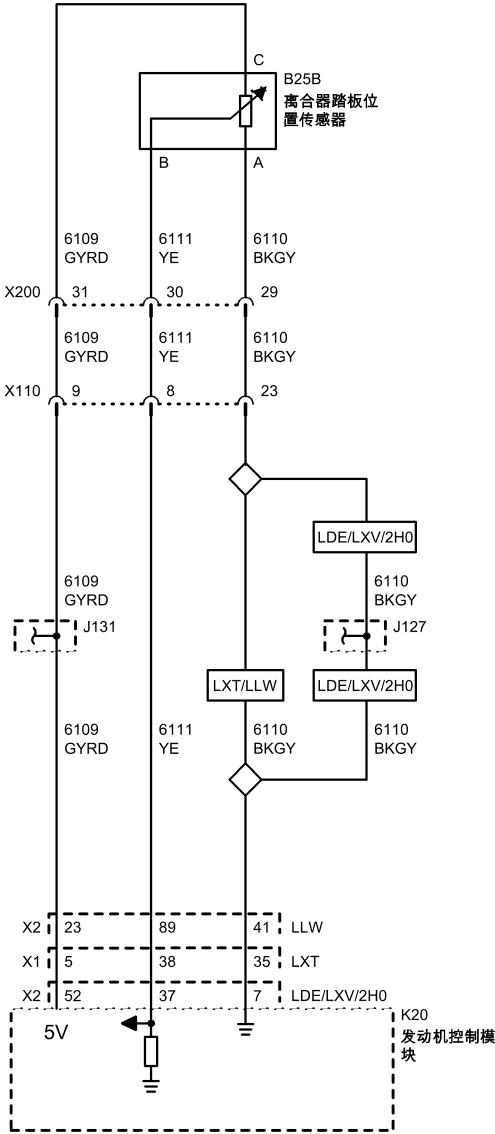 C
B25B
离合器踏板位
置传感器
B A
6109 6111 6110
GYRD YE BKGY
X200 31 30 29
6109 6111 6110
GYRD YE BKGY
X110 9 8 23
LDE/LXV/2H0
6109 6110
GYRD BKGY
J131 J127
LXT/LLW LDE/LXV/2H0
6109 6111 6110 6110
GYRD YE BKGY BKGY
X2 23 89 41 LLW
X1 5 38 35 LXT
X2 52 37 7 LDE/LXV/2H0
K20
5V
发动机控制模
块